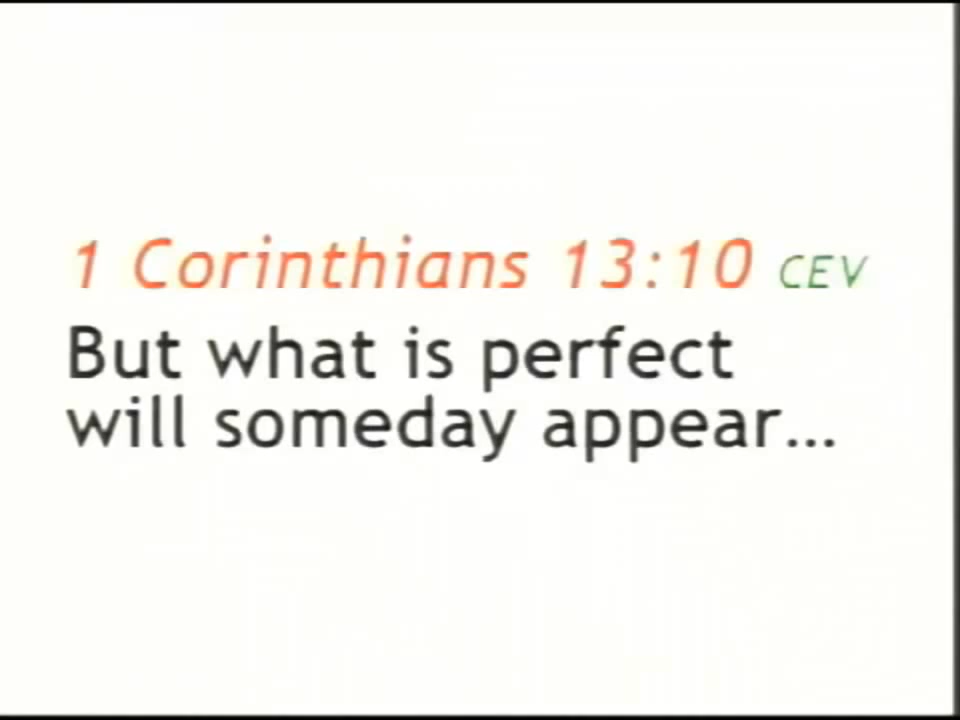 1 Corinthians 13:10 CEV
But what is perfect
will someday appear...